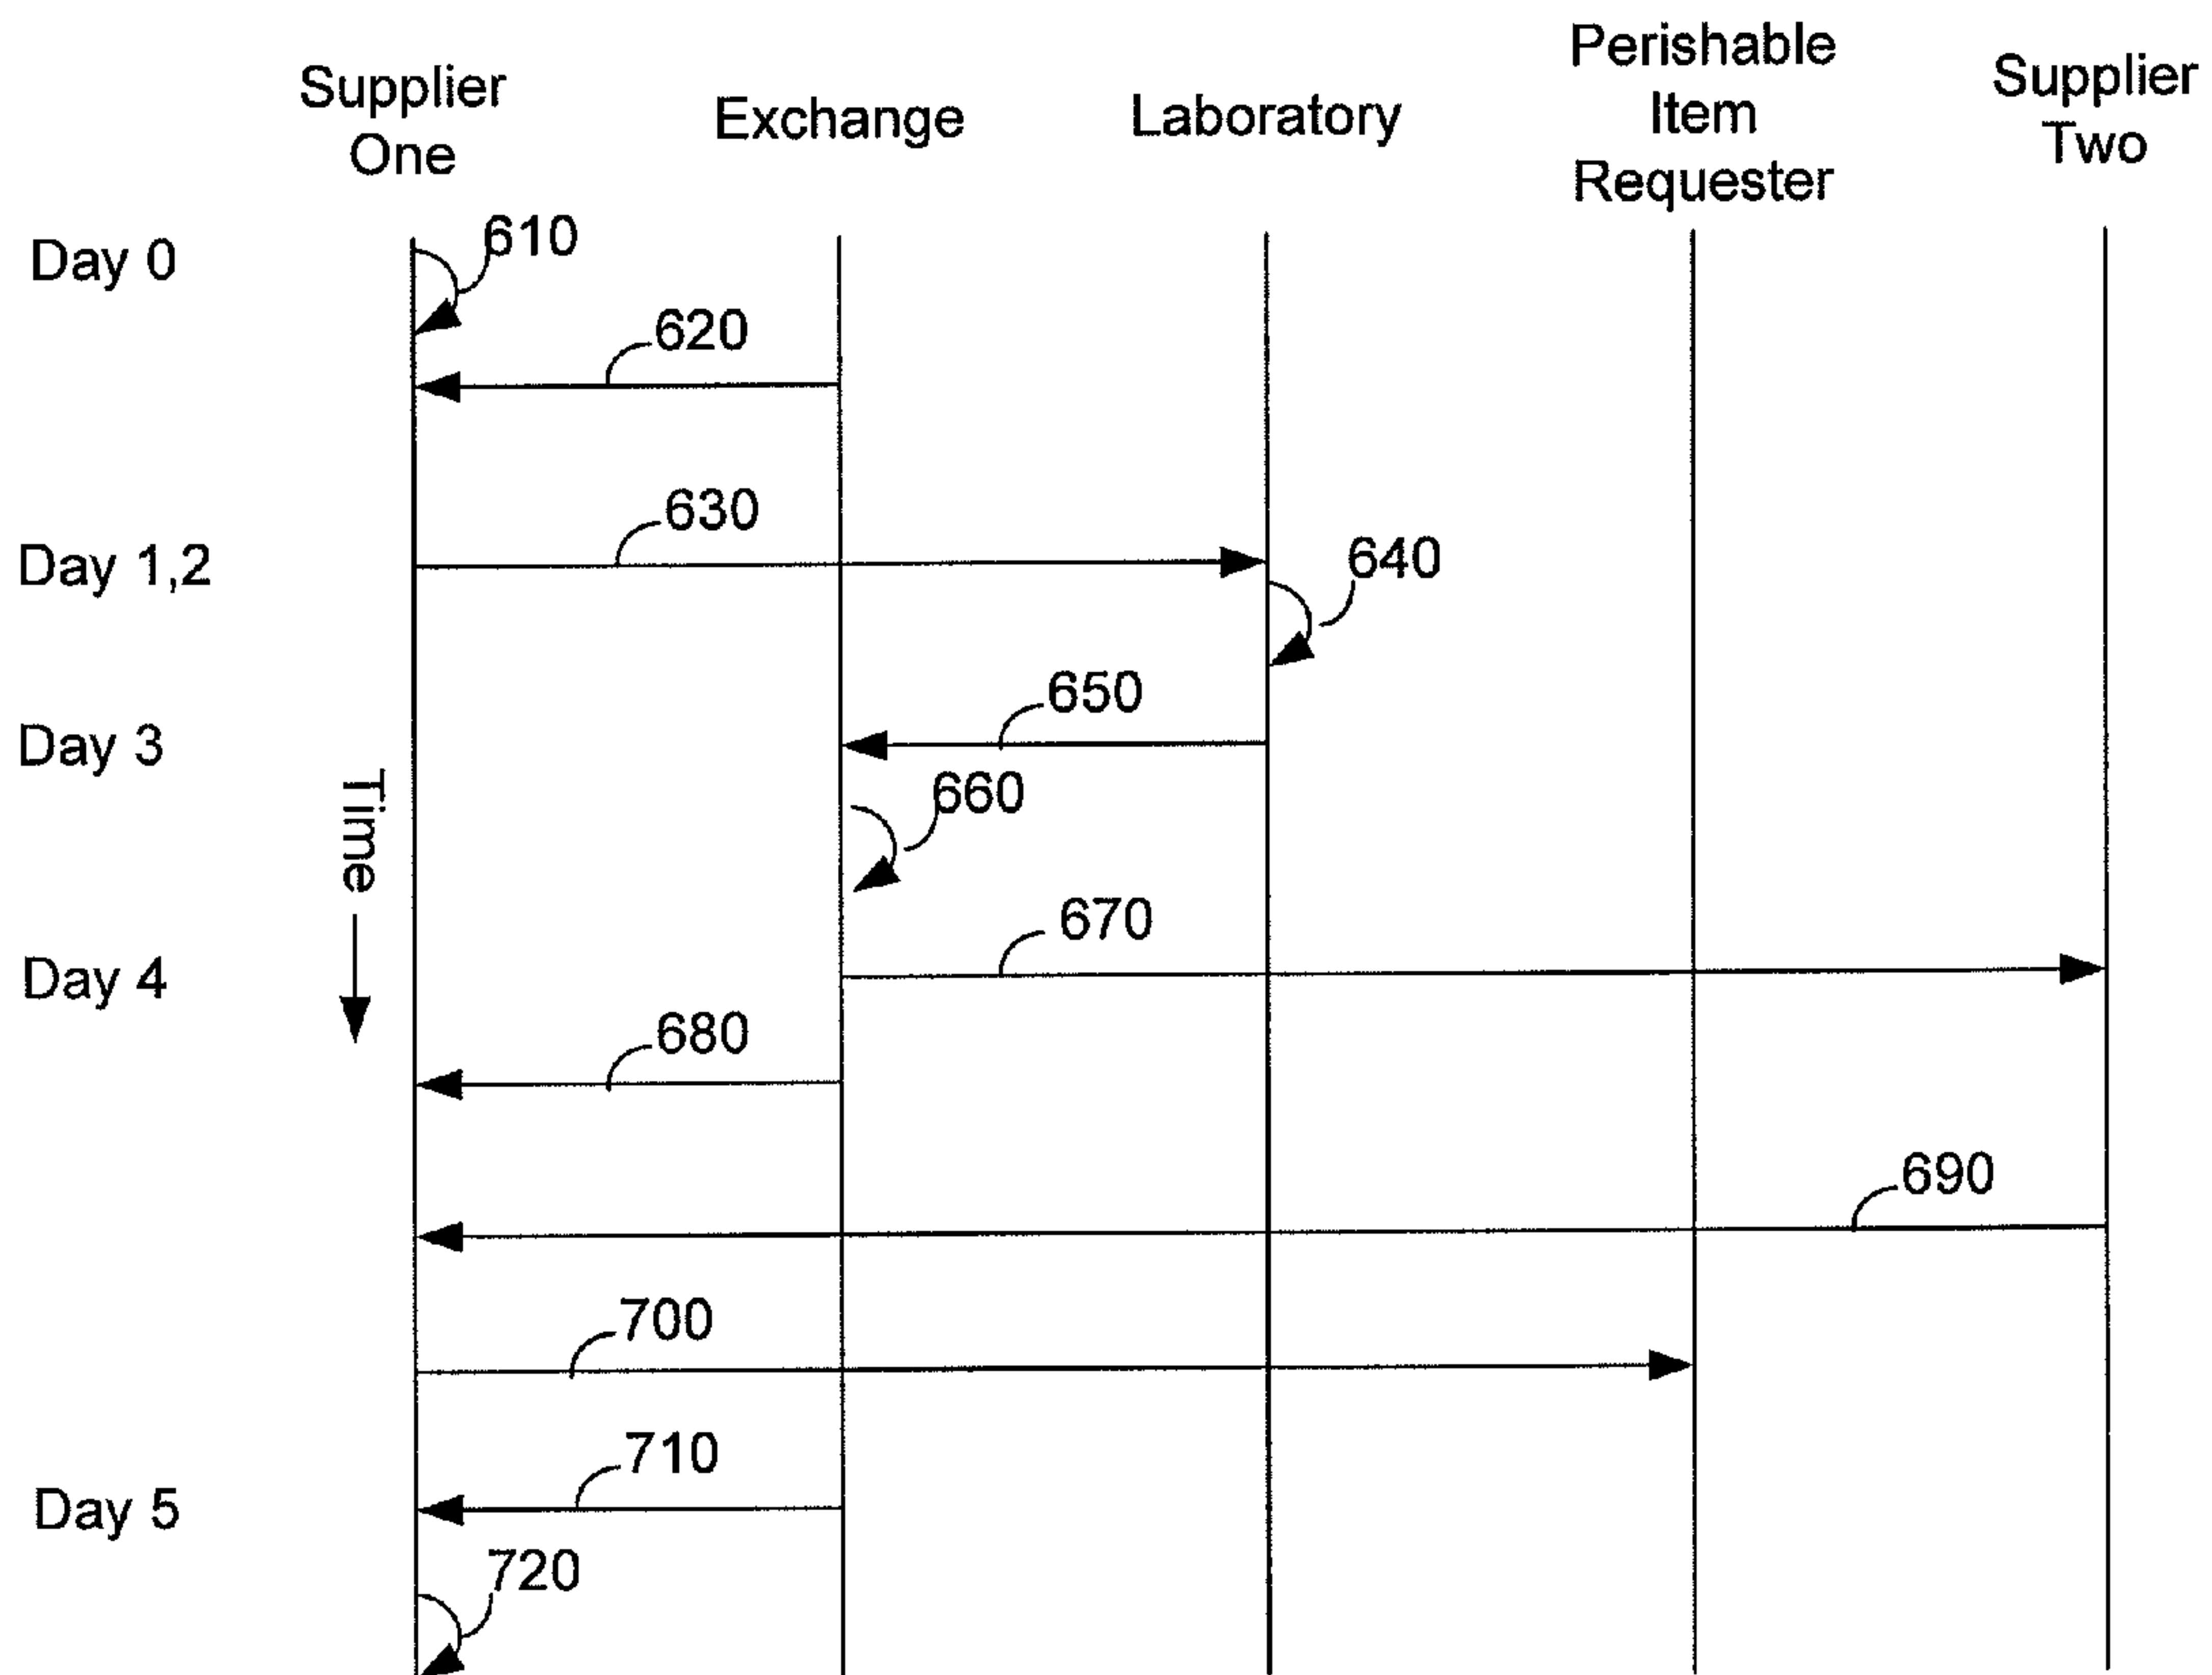 Supplier
One
Exchange
Laboratory
Perishable
Item
Requester
Supplier
Two
Day 0
610
620
630
Day 1,2
640
650
Day 3
660
Time
670
Day 4
680
690
700
710
Day 5
720